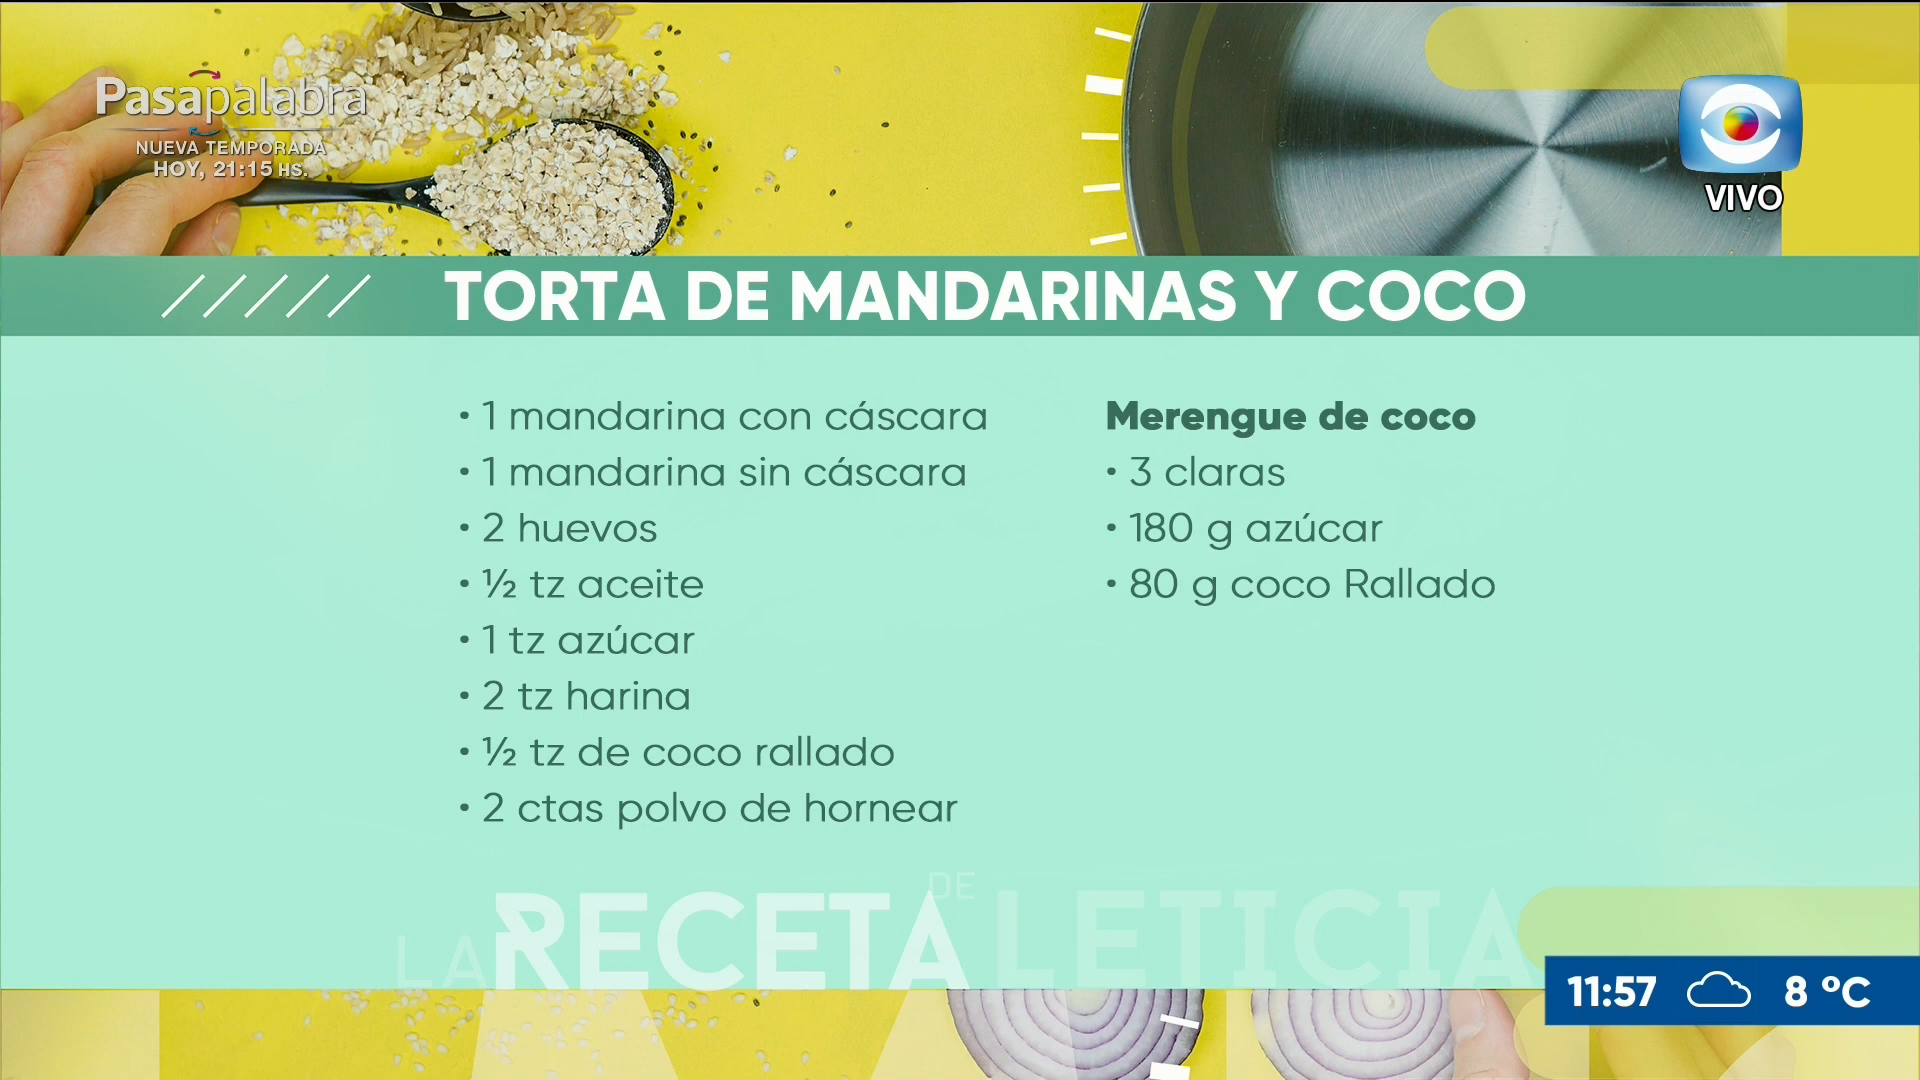 Pasapalabra
NUEVA TEMPORADA
HOY, 21:15 HS.
VIVO
TORTA DE MANDARINAS Y COCO
• 1 mandarina con cáscara
• 1 mandarina sin cáscara
• 2 huevos
• ½ tz aceite
• 1 tz azúcar
• 2 tz harina
• ½ tz de coco rallado
• 2 ctas polvo de hornear
Merengue de coco
• 3 claras
• 180 g azúcar
• 80 g coco Rallado
LA RECETA DE LETICIA
11:57 8 ºC